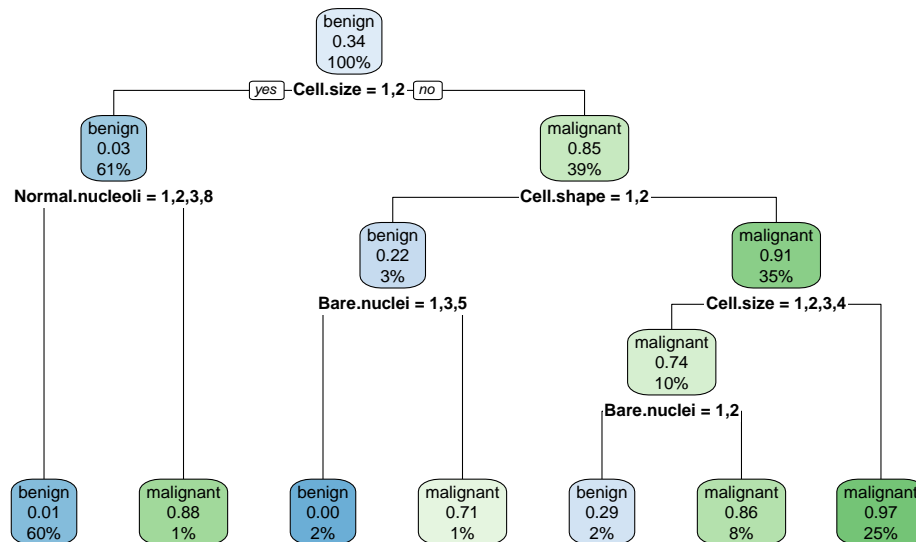 benign
0.34
100%
yes Cell.size = 1,2 no
benign
0.03
61%
malignant
0.85
39%
Normal.nucleoli = 1,2,3,8
Cell.shape = 1,2
benign
0.22
3%
malignant
0.91
35%
Bare.nuclei = 1,3,5
Cell.size = 1,2,3,4
malignant
0.74
10%
Bare.nuclei = 1,2
benign
0.01
60%
malignant
0.88
1%
benign
0.00
2%
malignant
0.71
1%
benign
0.29
2%
malignant
0.86
8%
malignant
0.97
25%